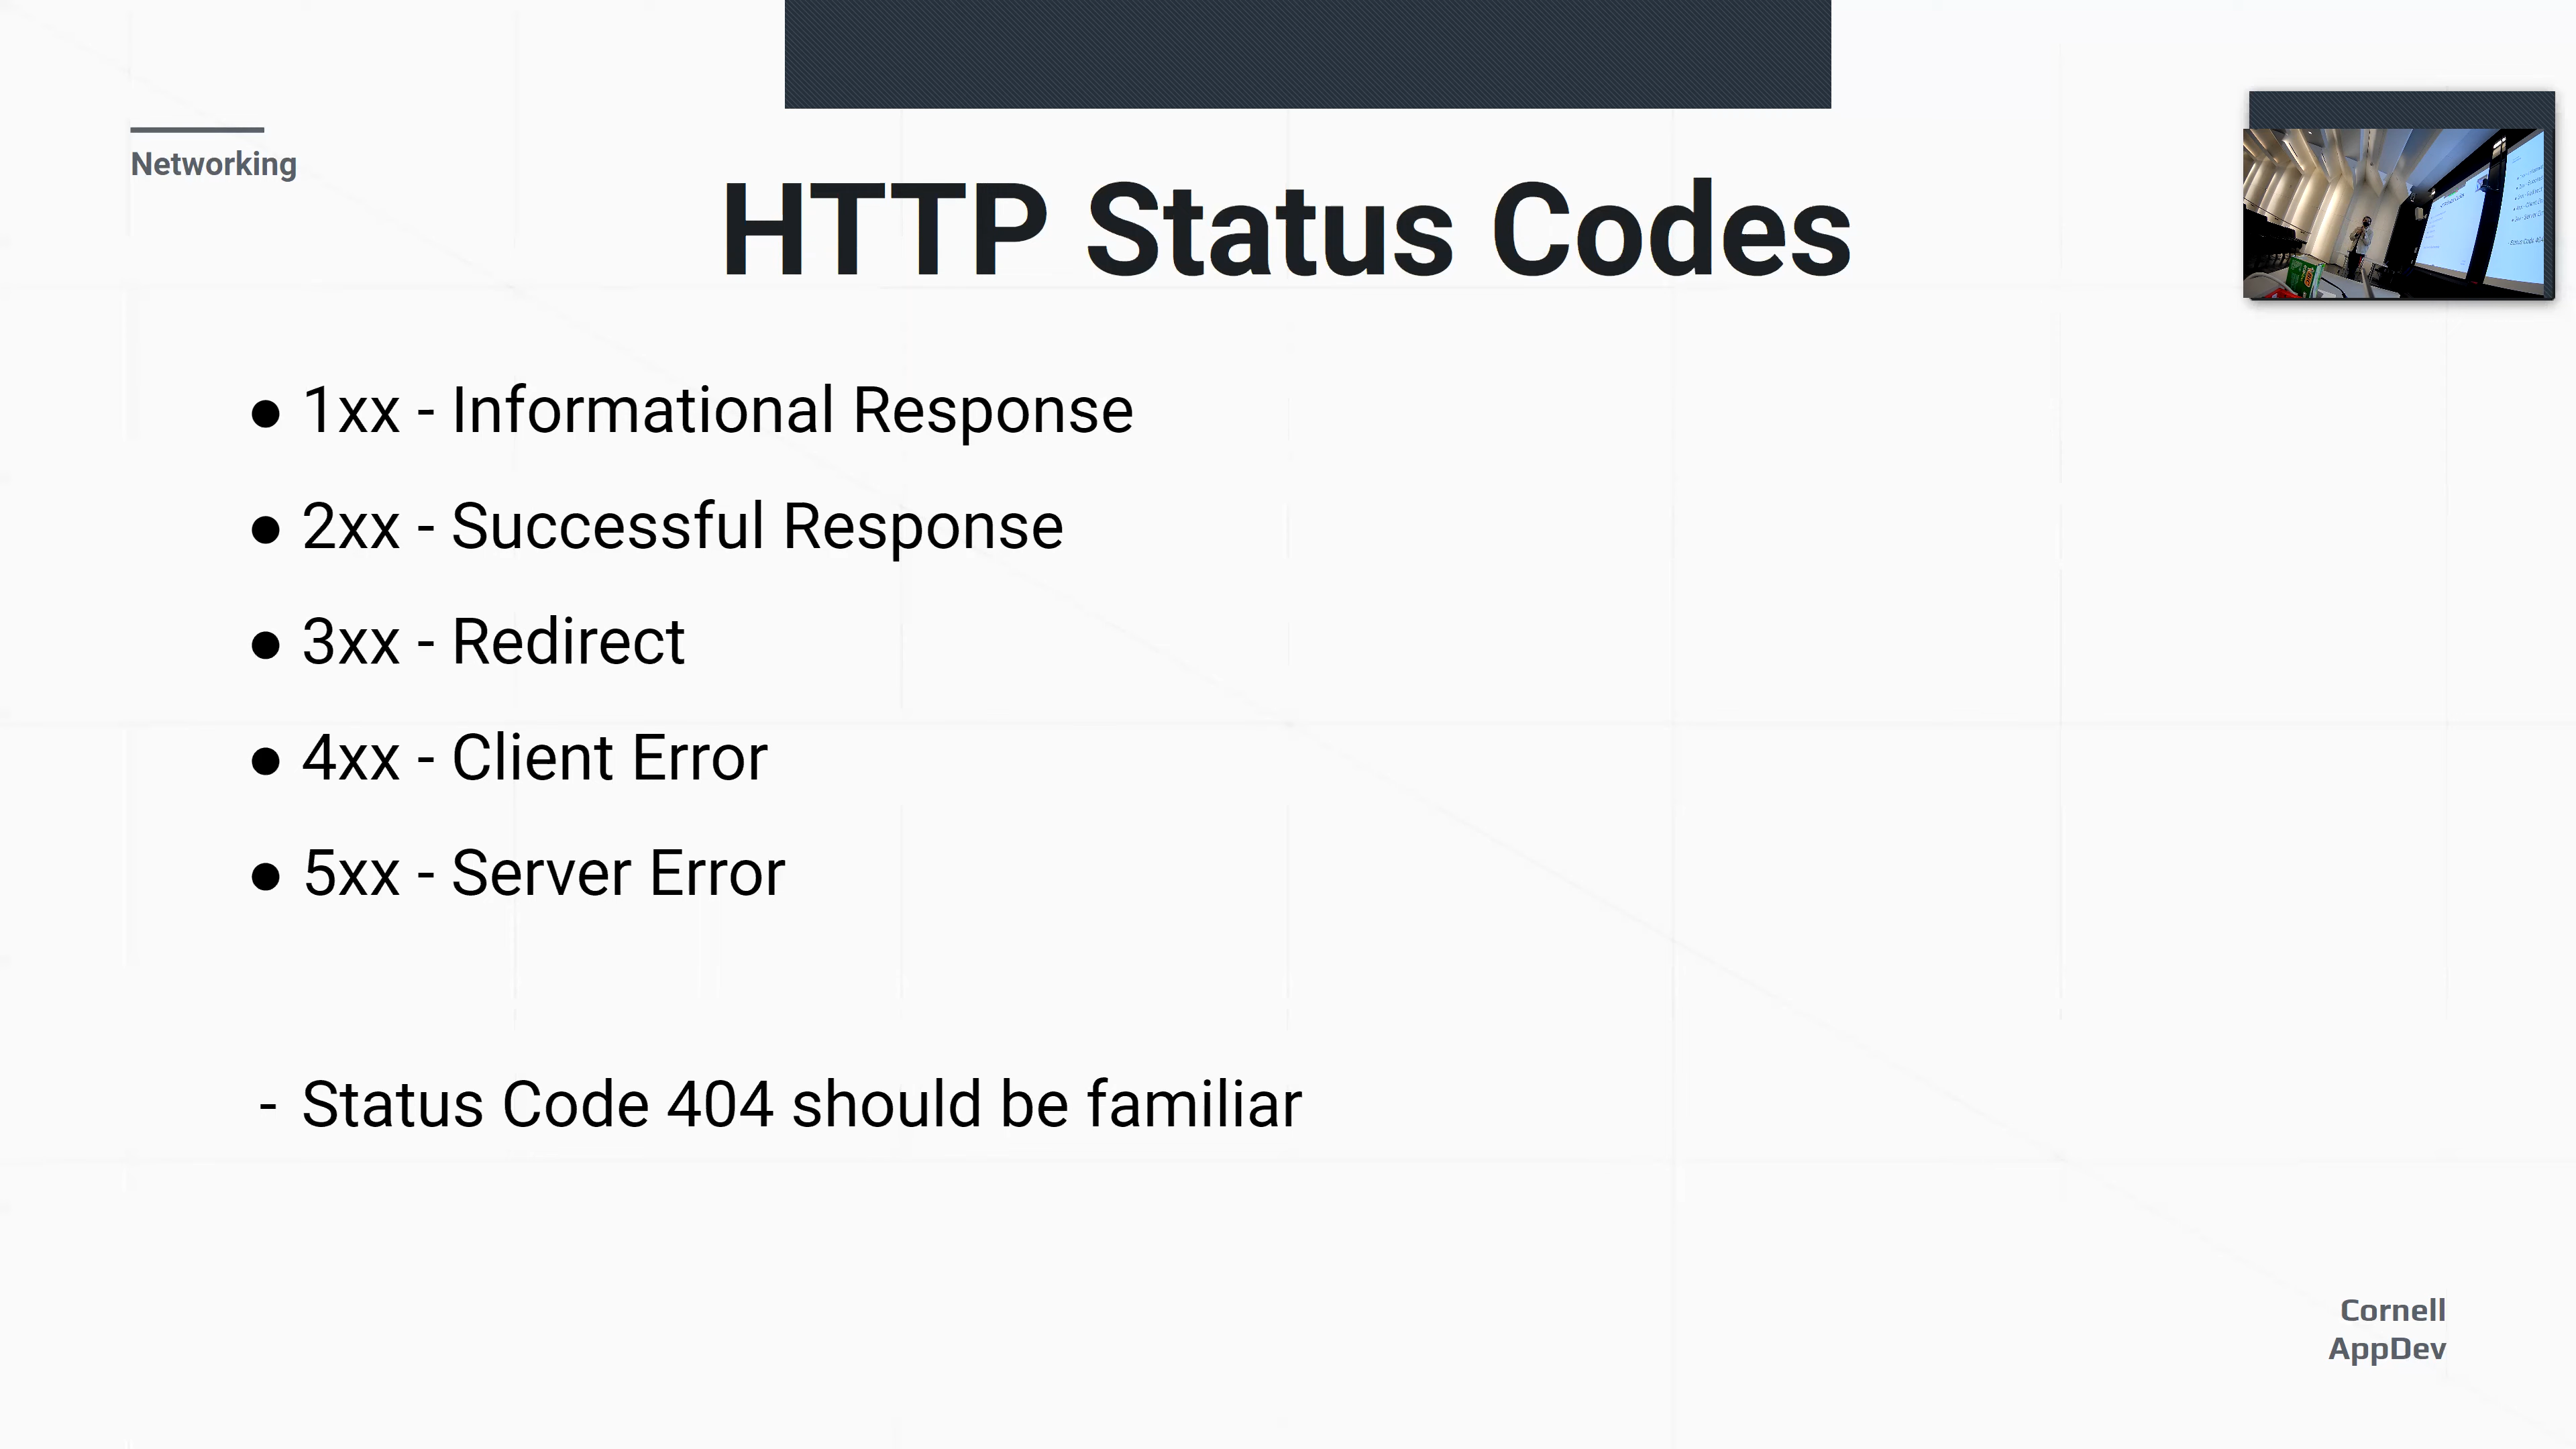 Networking
HTTP Status Codes
● 1xx - Informational Response
● 2xx - Successful Response
● 3xx - Redirect
● 4xx - Client Error
● 5xx - Server Error
- Status Code 404 should be familiar
Cornell
AppDev